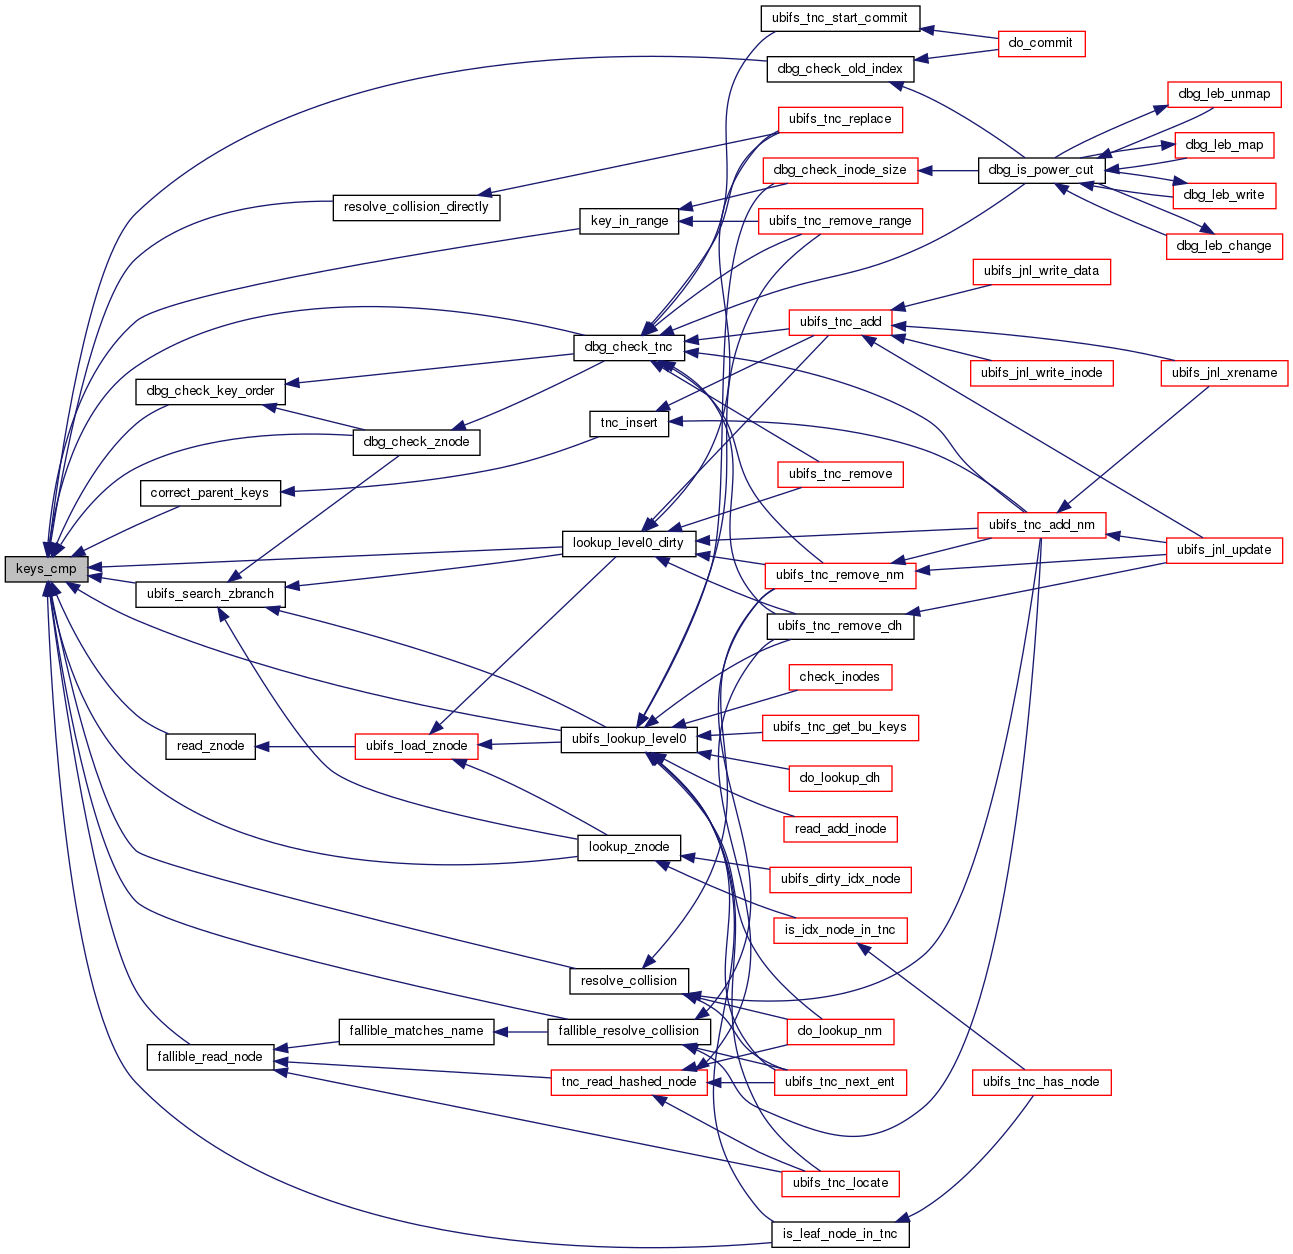 ubifs_tnc_start_commit
do_commit
dbg_check_old_index
dbg_leb_unmap
ubifs_tnc_replace
dbg_leb_map
dbg_check_inode_size
dbg_is_power_cut
dbg_leb_write
resolve_collision_directly
key_in_range
ubifs_tnc_remove_range
dbg_leb_change
ubifs_jnl_write_data
ubifs_tnc_add
dbg_check_tnc
ubifs_jnl_write_inode
ubifs_jnl_xrename
dbg_check_key_order
tnc_insert
dbg_check_znode
ubifs_tnc_remove
correct_parent_keys
ubifs_tnc_add_nm
lookup_level0_dirty
ubifs_jnl_update
keys_cmp
ubifs_tnc_remove_nm
ubifs_search_zbranch
ubifs_tnc_remove_dh
check_inodes
ubifs_tnc_get_bu_keys
ubifs_lookup_level0
read_znode
ubifs_load_znode
do_lookup_dh
read_add_inode
lookup_znode
ubifs_dirty_idx_node
is_idx_node_in_tnc
resolve_collision
fallible_matches_name
fallible_resolve_collision
do_lookup_nm
fallible_read_node
tnc_read_hashed_node
ubifs_tnc_next_ent
ubifs_tnc_has_node
ubifs_tnc_locate
is_leaf_node_in_tnc